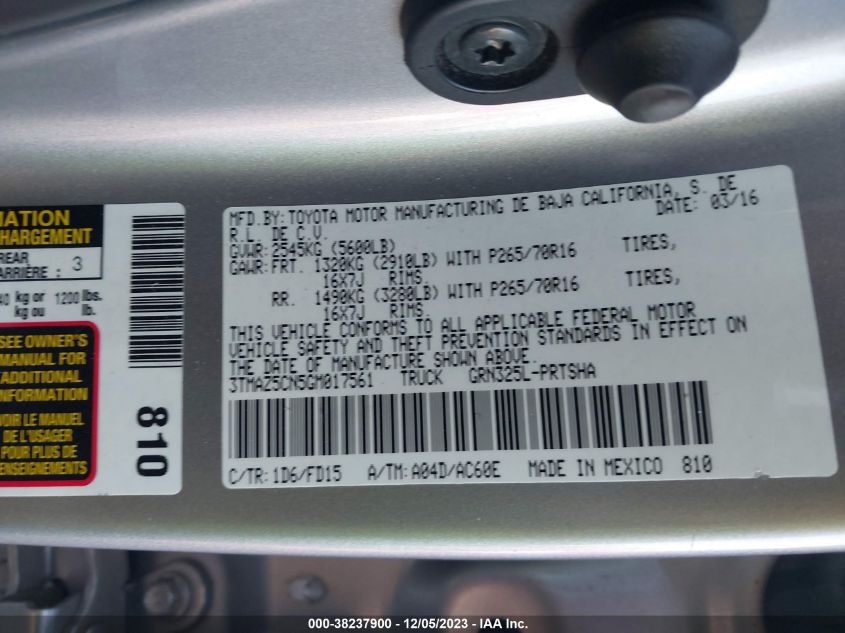 MATION
CHARGEMENT
REAR
ARRIÈRE : 3
kg or 1200 lbs.
kg ou lb.
SEE OWNER'S
MANUAL FOR
ADDITIONAL
INFORMATION
VOIR LE MANUEL
DE L'USAGER
POUR PLUS DE
RENSEIGNEMENTS
810
MFD.BY:TOYOTA MOTOR MANUFACTURING DE BAJA CALIFORNIA, S. DE
R.L. DE C.V. DATE: 03/16
GVWR:2545KG (5600LB)
GAWR:FRT. 1320KG (2910LB) WITH P265/70R16 TIRES,
16X7J RIMS.
RR. 1490KG (3280LB) WITH P265/70R16 TIRES,
16X7J RIMS.
THIS VEHICLE CONFORMS TO ALL APPLICABLE FEDERAL MOTOR
VEHICLE SAFETY AND THEFT PREVENTION STANDARDS IN EFFECT ON
THE DATE OF MANUFACTURE SHOWN ABOVE.
3TMAZ5CN5GM017561 TRUCK GRN325L-PRTSHA
C/TR:1D6/FD15 A/TM:A04D/AC60E MADE IN MEXICO 810
000-38237900 - 12/05/2023 - IAA Inc.